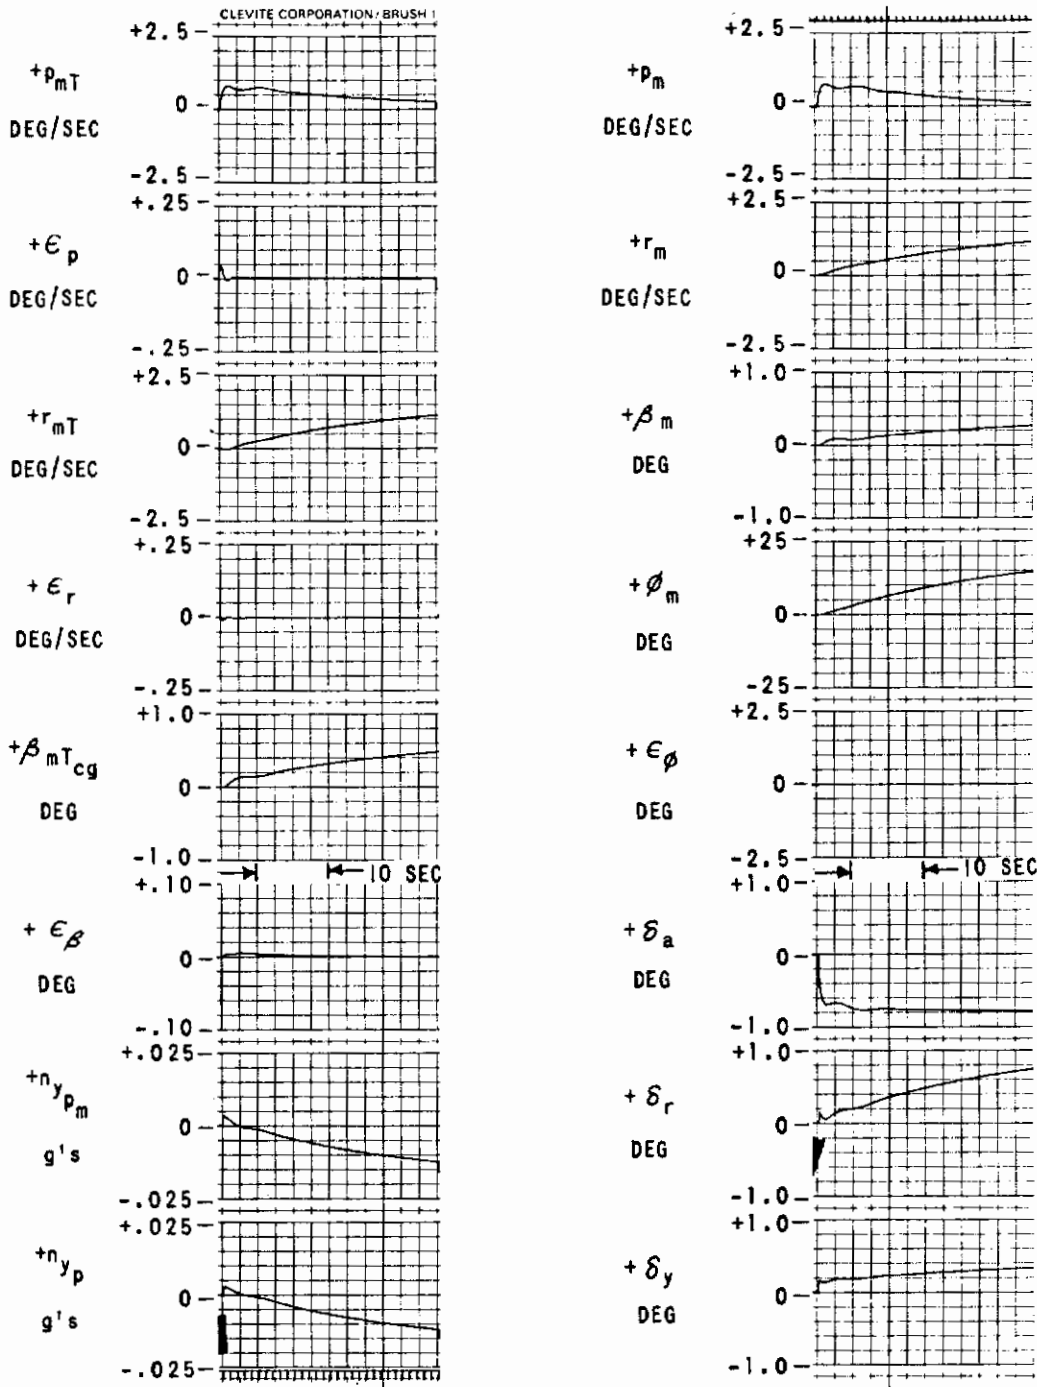 CLEVITE CORPORATION / BRUSH I
+2.5
+p_mT
0
DEG/SEC
-2.5
+.25
+ϵ_p
0
DEG/SEC
-.25
+2.5
+r_mT
0
DEG/SEC
-2.5
+.25
+ϵ_r
0
DEG/SEC
-.25
+1.0
+β_mT_cg
0
DEG
-1.0
10 SEC
+.10
+ ϵ_β
0
DEG
-.10
+.025
+n_y_p_m
0
g's
-.025
+.025
+n_y_p
0
g's
-.025
+2.5
+p_m
0
DEG/SEC
-2.5
+2.5
+r_m
0
DEG/SEC
-2.5
+1.0
+β_m
0
DEG
-1.0
+25
+ϕ_m
0
DEG
-25
+2.5
+ϵ_ϕ
0
DEG
-2.5
10 SEC
+1.0
+δ_a
0
DEG
-1.0
+1.0
+δ_r
0
DEG
-1.0
+1.0
+δ_y
0
DEG
-1.0